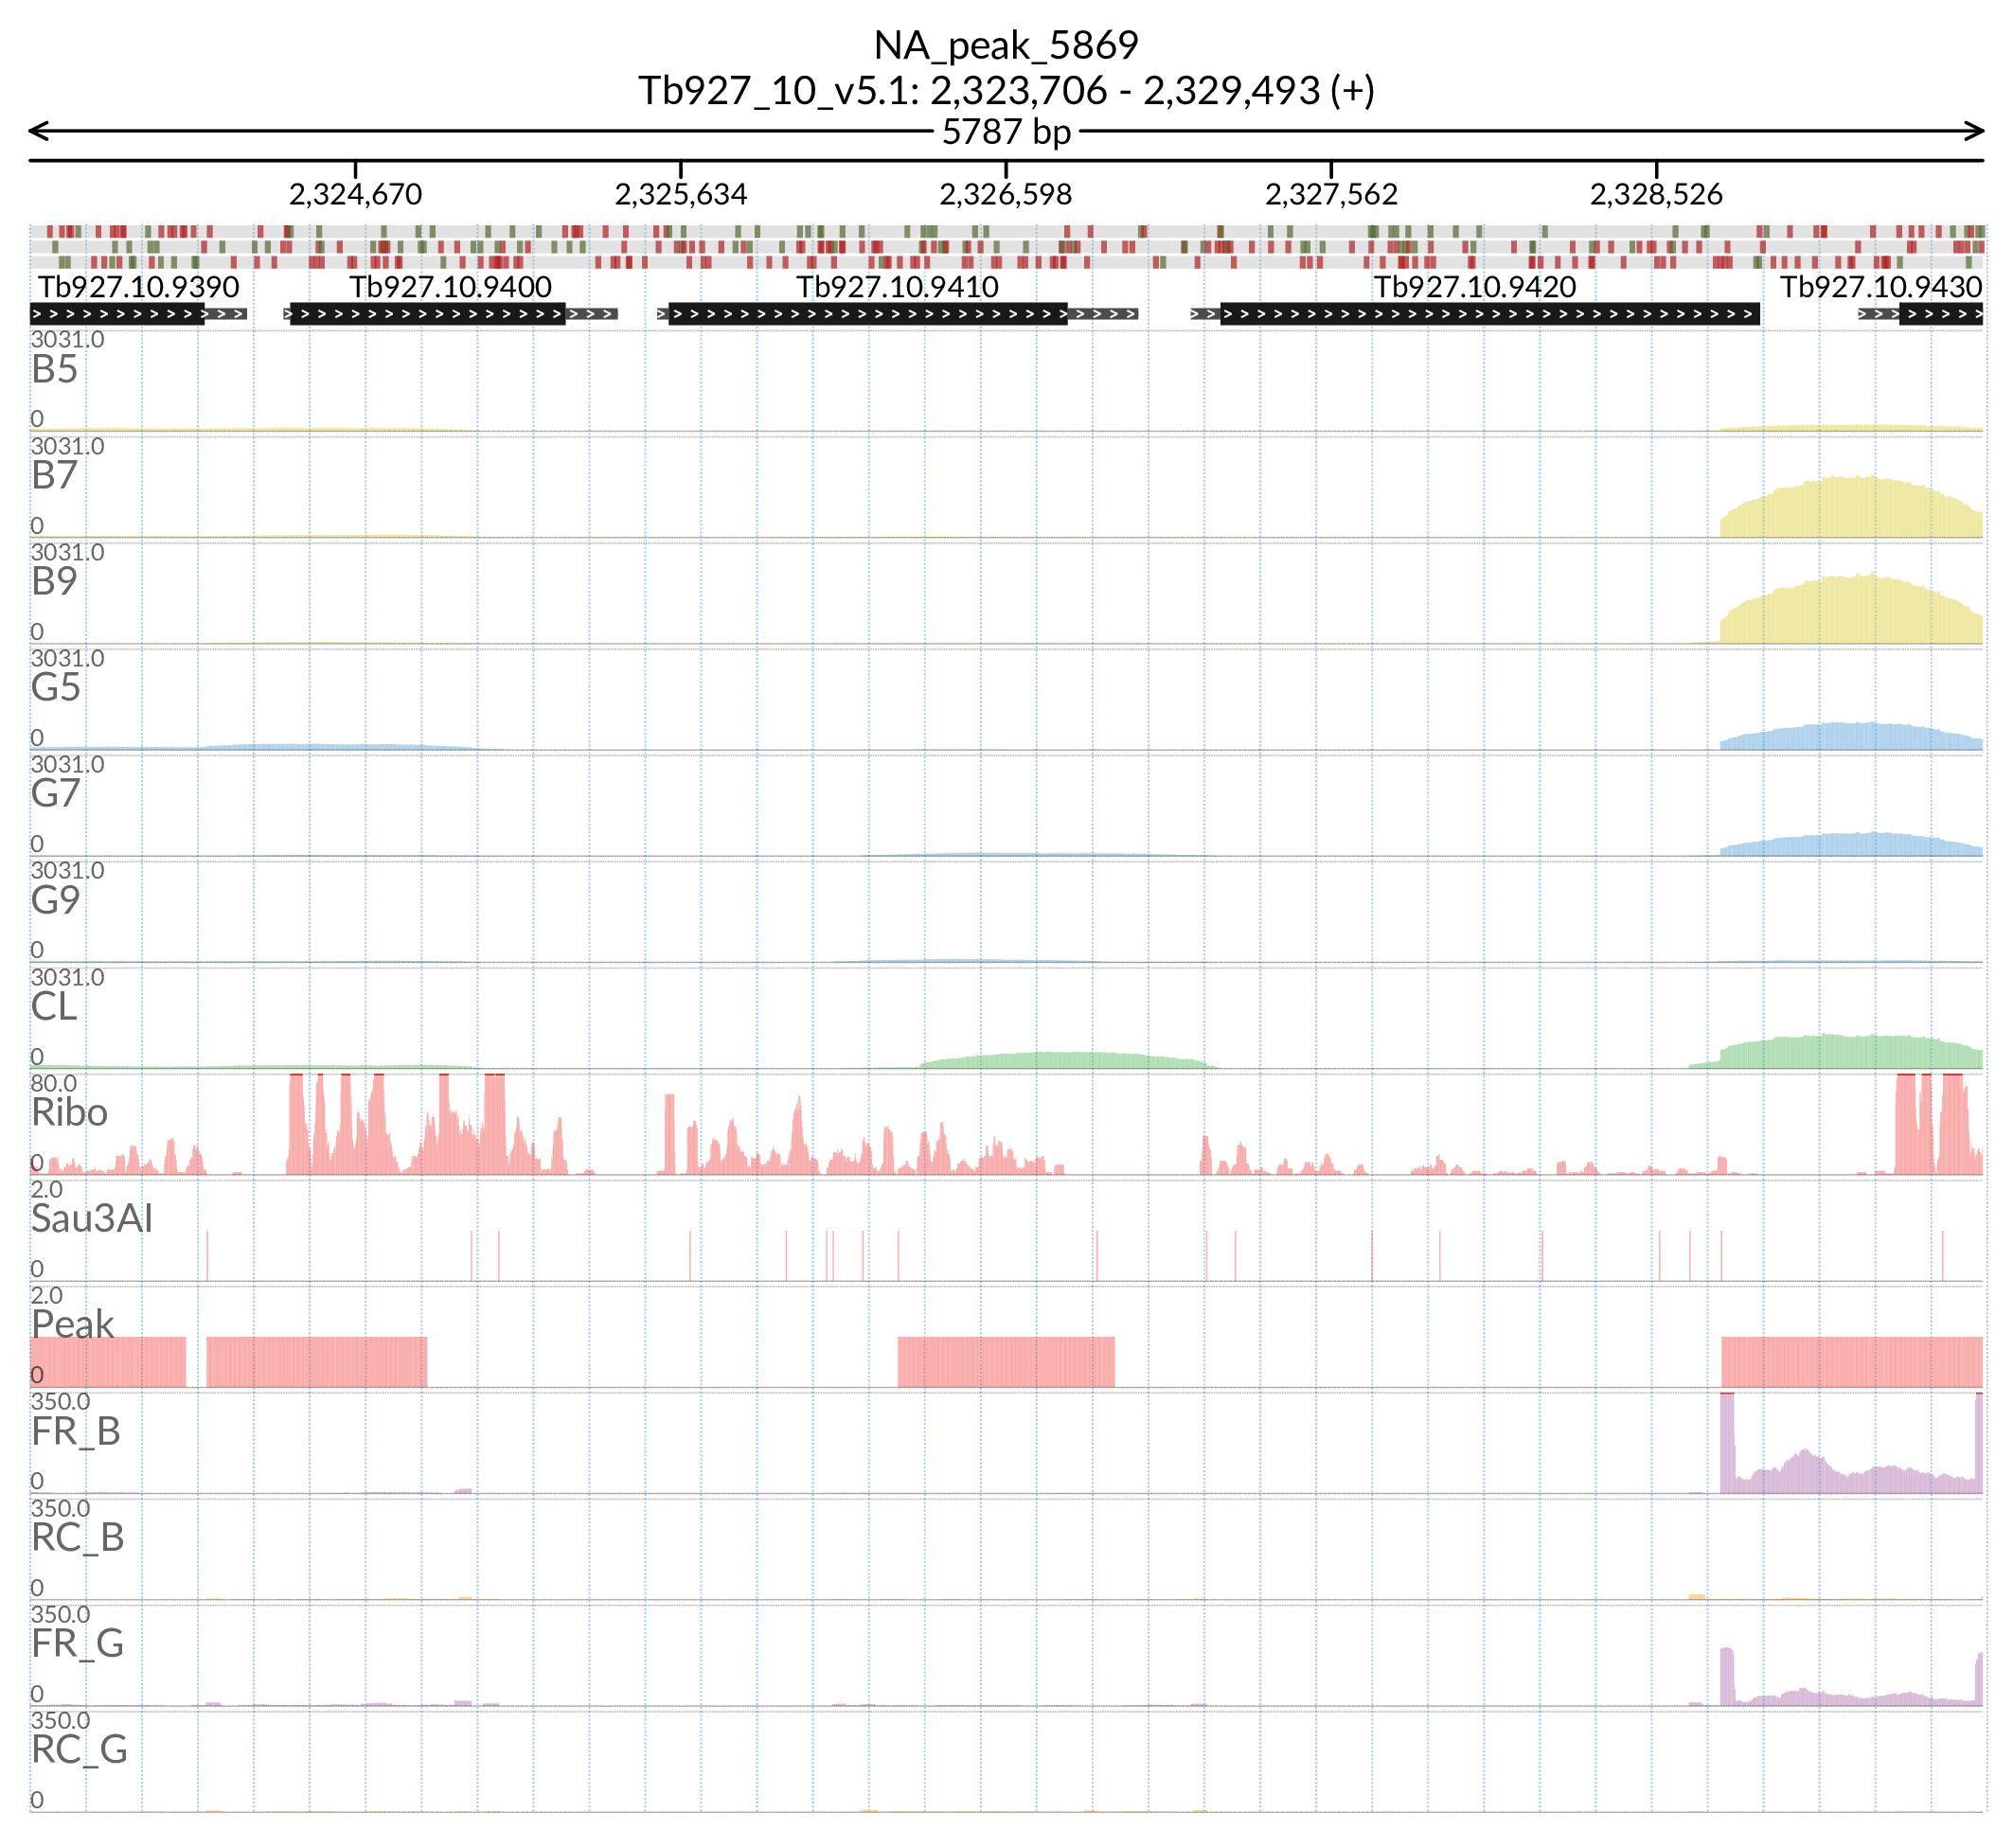 NA_peak_5869
Tb927_10_v5.1: 2,323,706 - 2,329,493 (+)
5787 bp
2,324,670 2,325,634 2,326,598 2,327,562 2,328,526
Tb927.10.9390 Tb927.10.9400 Tb927.10.9410 Tb927.10.9420 Tb927.10.9430
3031.0
B5
0
3031.0
B7
0
3031.0
B9
0
3031.0
G5
0
3031.0
G7
0
3031.0
G9
0
3031.0
CL
0
80.0
Ribo
0
2.0
Sau3AI
0
2.0
Peak
0
350.0
FR_B
0
350.0
RC_B
0
350.0
FR_G
0
350.0
RC_G
0